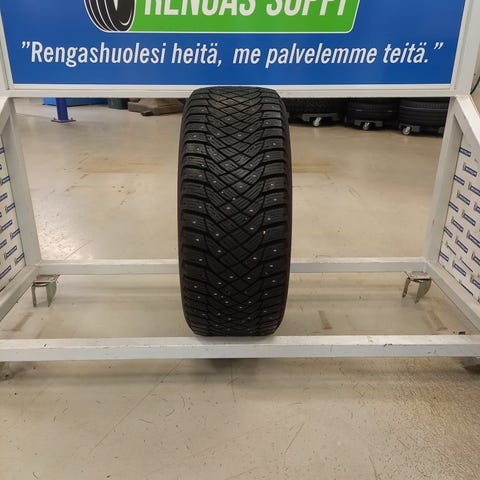 RENGAS SUPPI
"Rengashuolesi heitä, me palvelemme teitä."